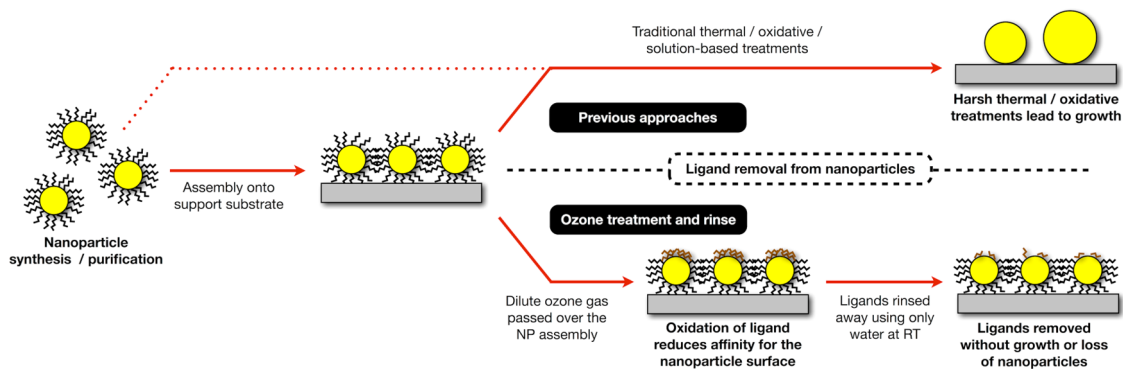 Nanoparticle
synthesis / purification
Assembly onto
support substrate
Traditional thermal / oxidative /
solution-based treatments
Harsh thermal / oxidative
treatments lead to growth
Previous approaches
Ligand removal from nanoparticles
Ozone treatment and rinse
Dilute ozone gas
passed over the
NP assembly
Oxidation of ligand
reduces affinity for the
nanoparticle surface
Ligands rinsed
away using only
water at RT
Ligands removed
without growth or loss
of nanoparticles